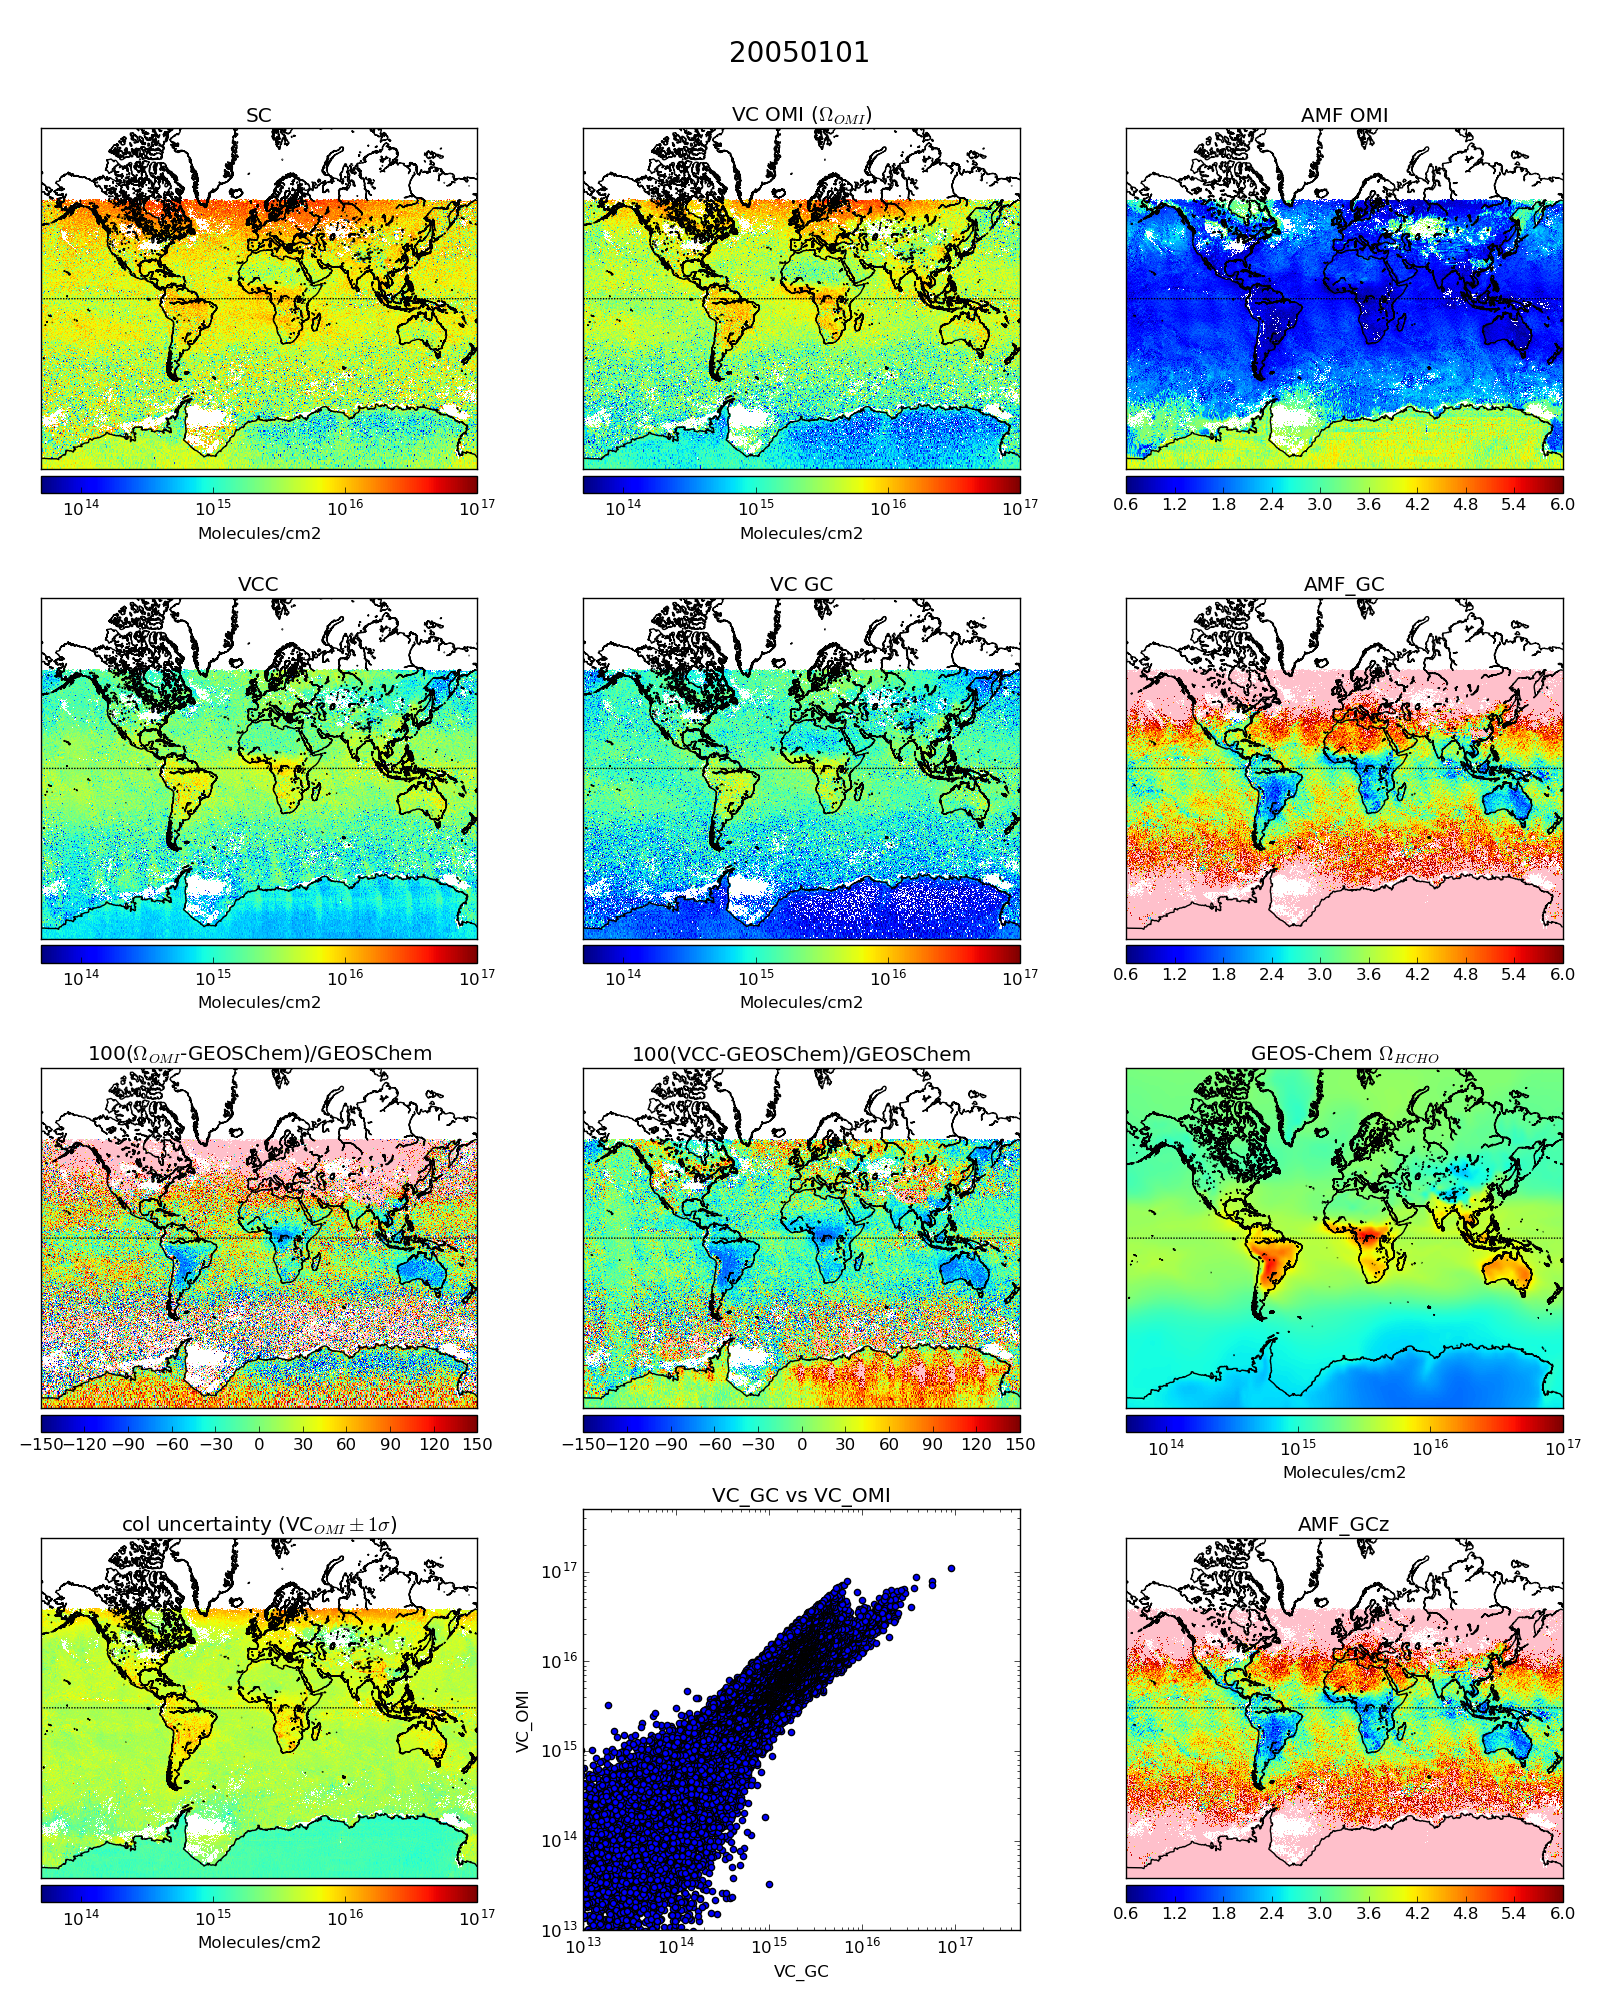 20050101
SC
VC OMI (Ω_OMI)
AMF OMI
10^14 10^15 10^16 10^17
Molecules/cm2
10^14 10^15 10^16 10^17
Molecules/cm2
0.6 1.2 1.8 2.4 3.0 3.6 4.2 4.8 5.4 6.0
VCC
VC GC
AMF_GC
10^14 10^15 10^16 10^17
Molecules/cm2
10^14 10^15 10^16 10^17
Molecules/cm2
0.6 1.2 1.8 2.4 3.0 3.6 4.2 4.8 5.4 6.0
100(Ω_OMI-GEOSChem)/GEOSChem
100(VCC-GEOSChem)/GEOSChem
GEOS-Chem Ω_HCHO
−150 −120 −90 −60 −30 0 30 60 90 120 150
−150 −120 −90 −60 −30 0 30 60 90 120 150
10^14 10^15 10^16 10^17
Molecules/cm2
col uncertainty (VC_OMI ± 1σ)
VC_GC vs VC_OMI
AMF_GCz
10^14 10^15 10^16 10^17
Molecules/cm2
10^17
10^16
10^15
10^14
10^13
VC_OMI
10^13 10^14 10^15 10^16 10^17
VC_GC
0.6 1.2 1.8 2.4 3.0 3.6 4.2 4.8 5.4 6.0